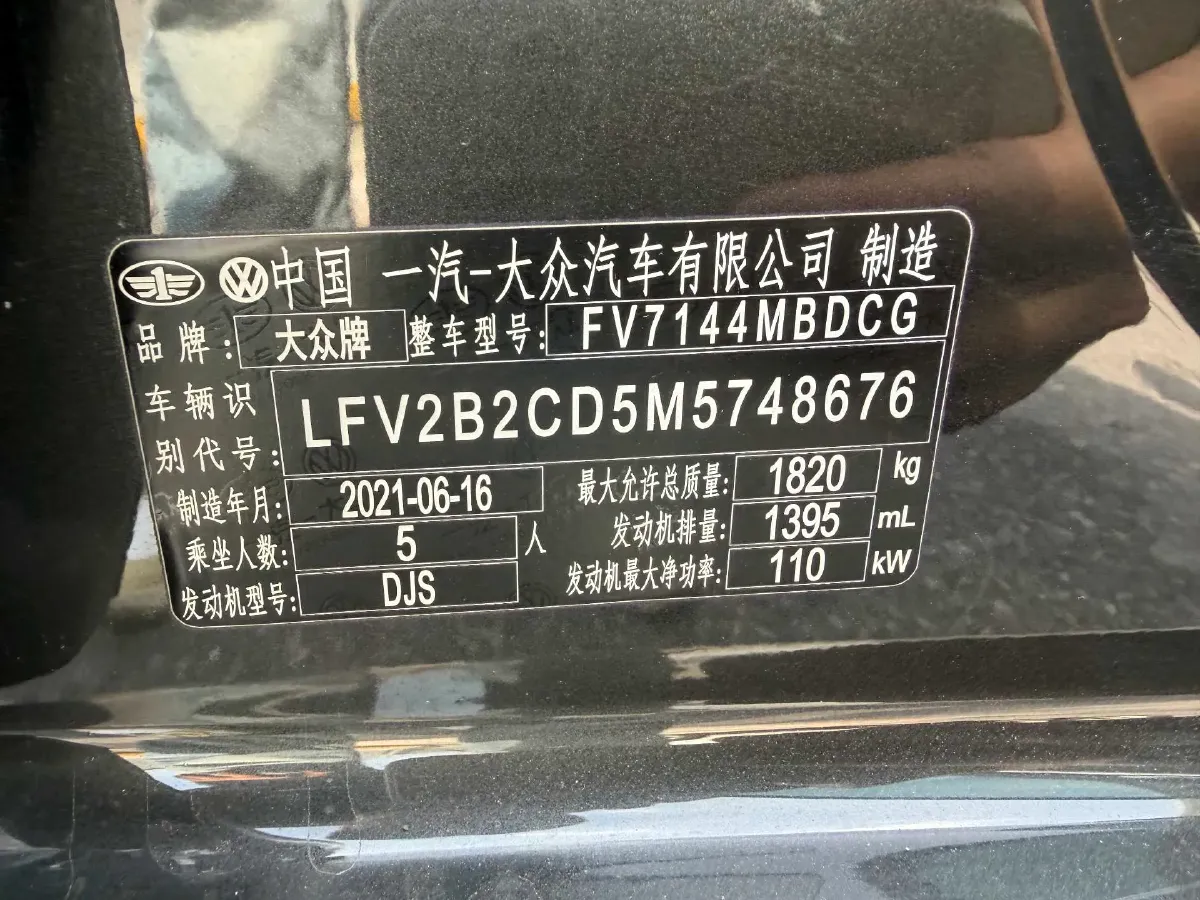 中国 一汽-大众汽车有限公司 制造
品牌: 大众牌 整车型号: FV7144MBDCG
车辆识别代号: LFV2B2CD5M5748676
制造年月: 2021-06-16 最大允许总质量: 1820 kg
乘坐人数: 5 人 发动机排量: 1395 mL
发动机型号: DJS 发动机最大净功率: 110 kW